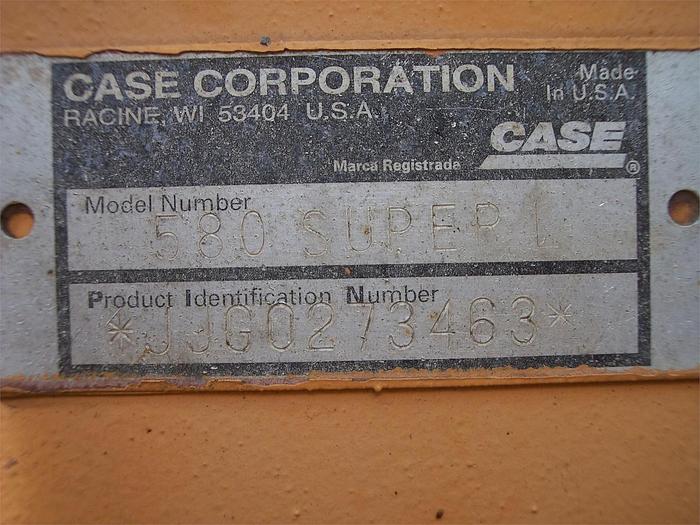 CASE CORPORATION
RACINE, WI 53404 U.S.A.
Made
In U.S.A.
CASE
®
Marca Registrada
Model Number
580 SUPER L
Product Identification Number
*JJG0273463*